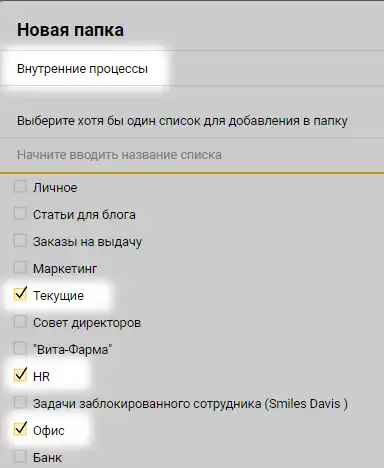 Новая папка
Внутренние процессы
Выберите хотя бы один список для добавления в папку
Начните вводить название списка
Личное
Статьи для блога
Заказы на выдачу
Маркетинг
Текущие
Совет директоров
"Вита-Фарма"
HR
Задачи заблокированного сотрудника (Smiles Davis )
Офис
Банк